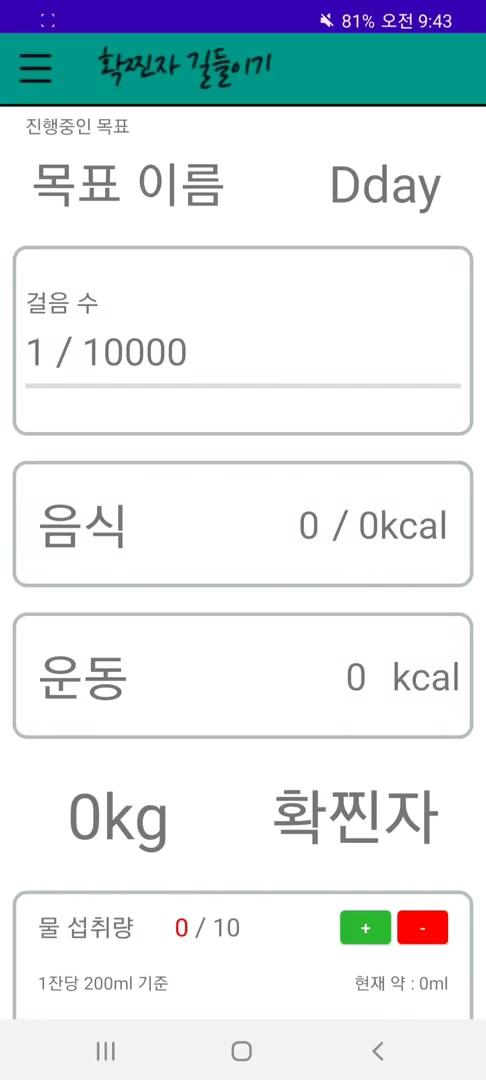 81% 오전 9:43
확찐자 길들이기
진행중인 목표
목표 이름 Dday
걸음 수
1 / 10000
음식 0 / 0kcal
운동 0 kcal
0kg 확찐자
물 섭취량 0 / 10 + -
1잔당 200ml 기준 현재 약 : 0ml